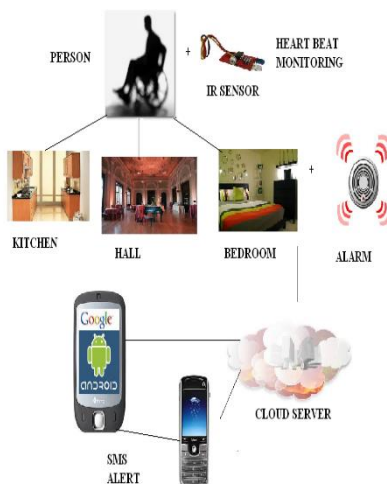 PERSON
+
HEART BEAT
MONITORING
IR SENSOR
+
KITCHEN
HALL
BEDROOM
ALARM
Google
ANDROID
CLOUD SERVER
SMS
ALERT